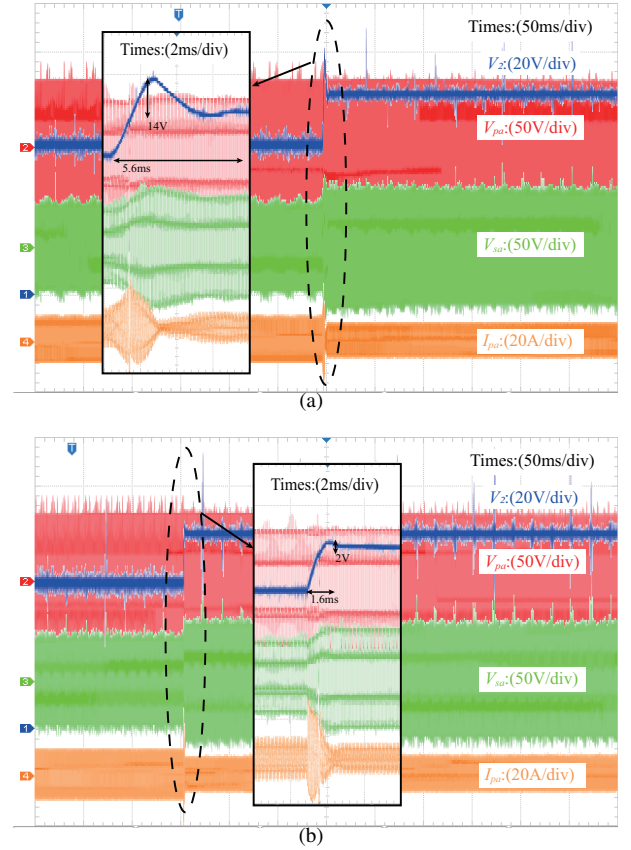 T
Times:(2ms/div)
Times:(50ms/div)
V2:(20V/div)
14V
Vpa:(50V/div)
2
5.6ms
3
Vsa:(50V/div)
1
4
Ipa:(20A/div)
(a)
T
Times:(50ms/div)
Times:(2ms/div)
V2:(20V/div)
2V
Vpa:(50V/div)
2
1.6ms
3
Vsa:(50V/div)
1
4
Ipa:(20A/div)
(b)